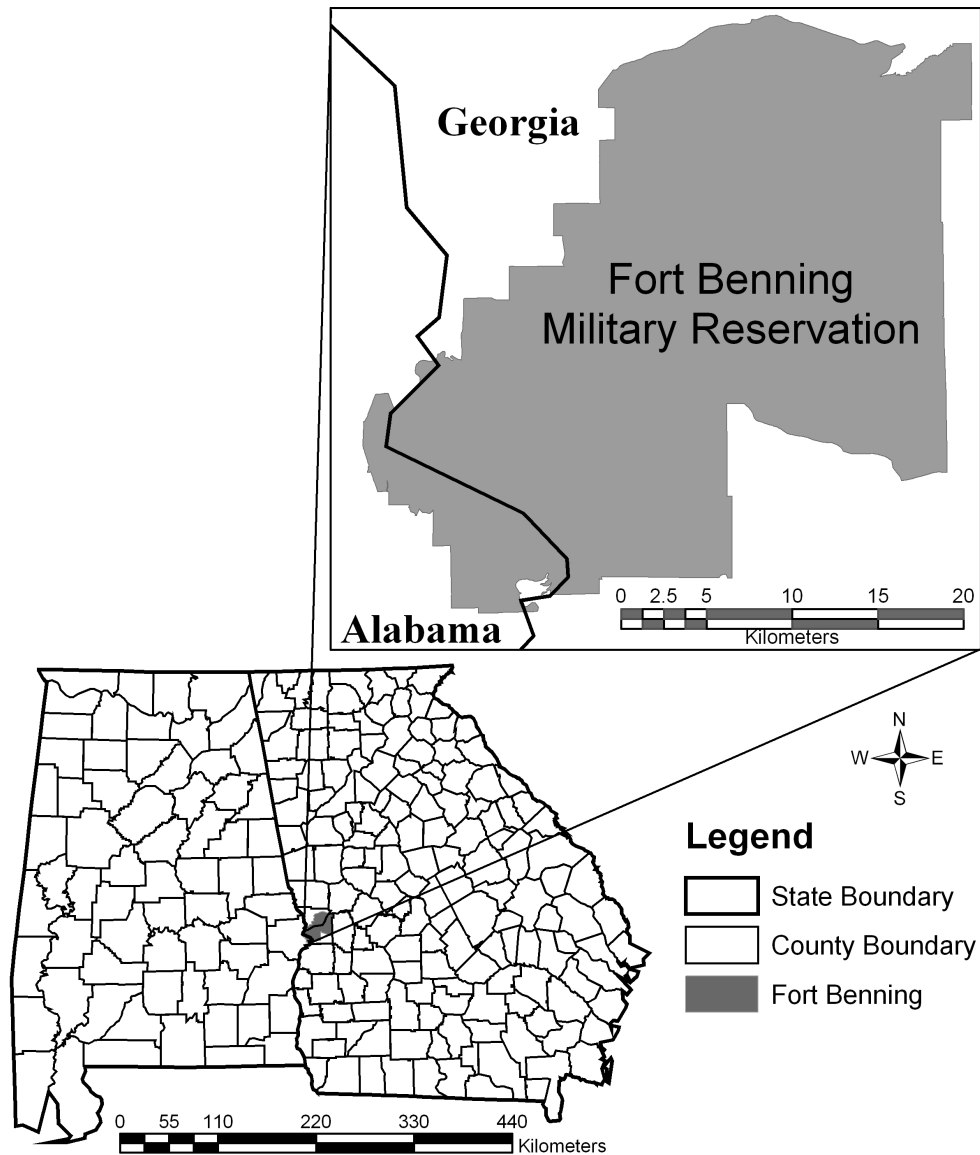 Georgia
Fort Benning
Military Reservation
0 2.5 5 10 15 20
Kilometers
Alabama
N
W E
S
Legend
State Boundary
County Boundary
Fort Benning
0 55 110 220 330 440
Kilometers